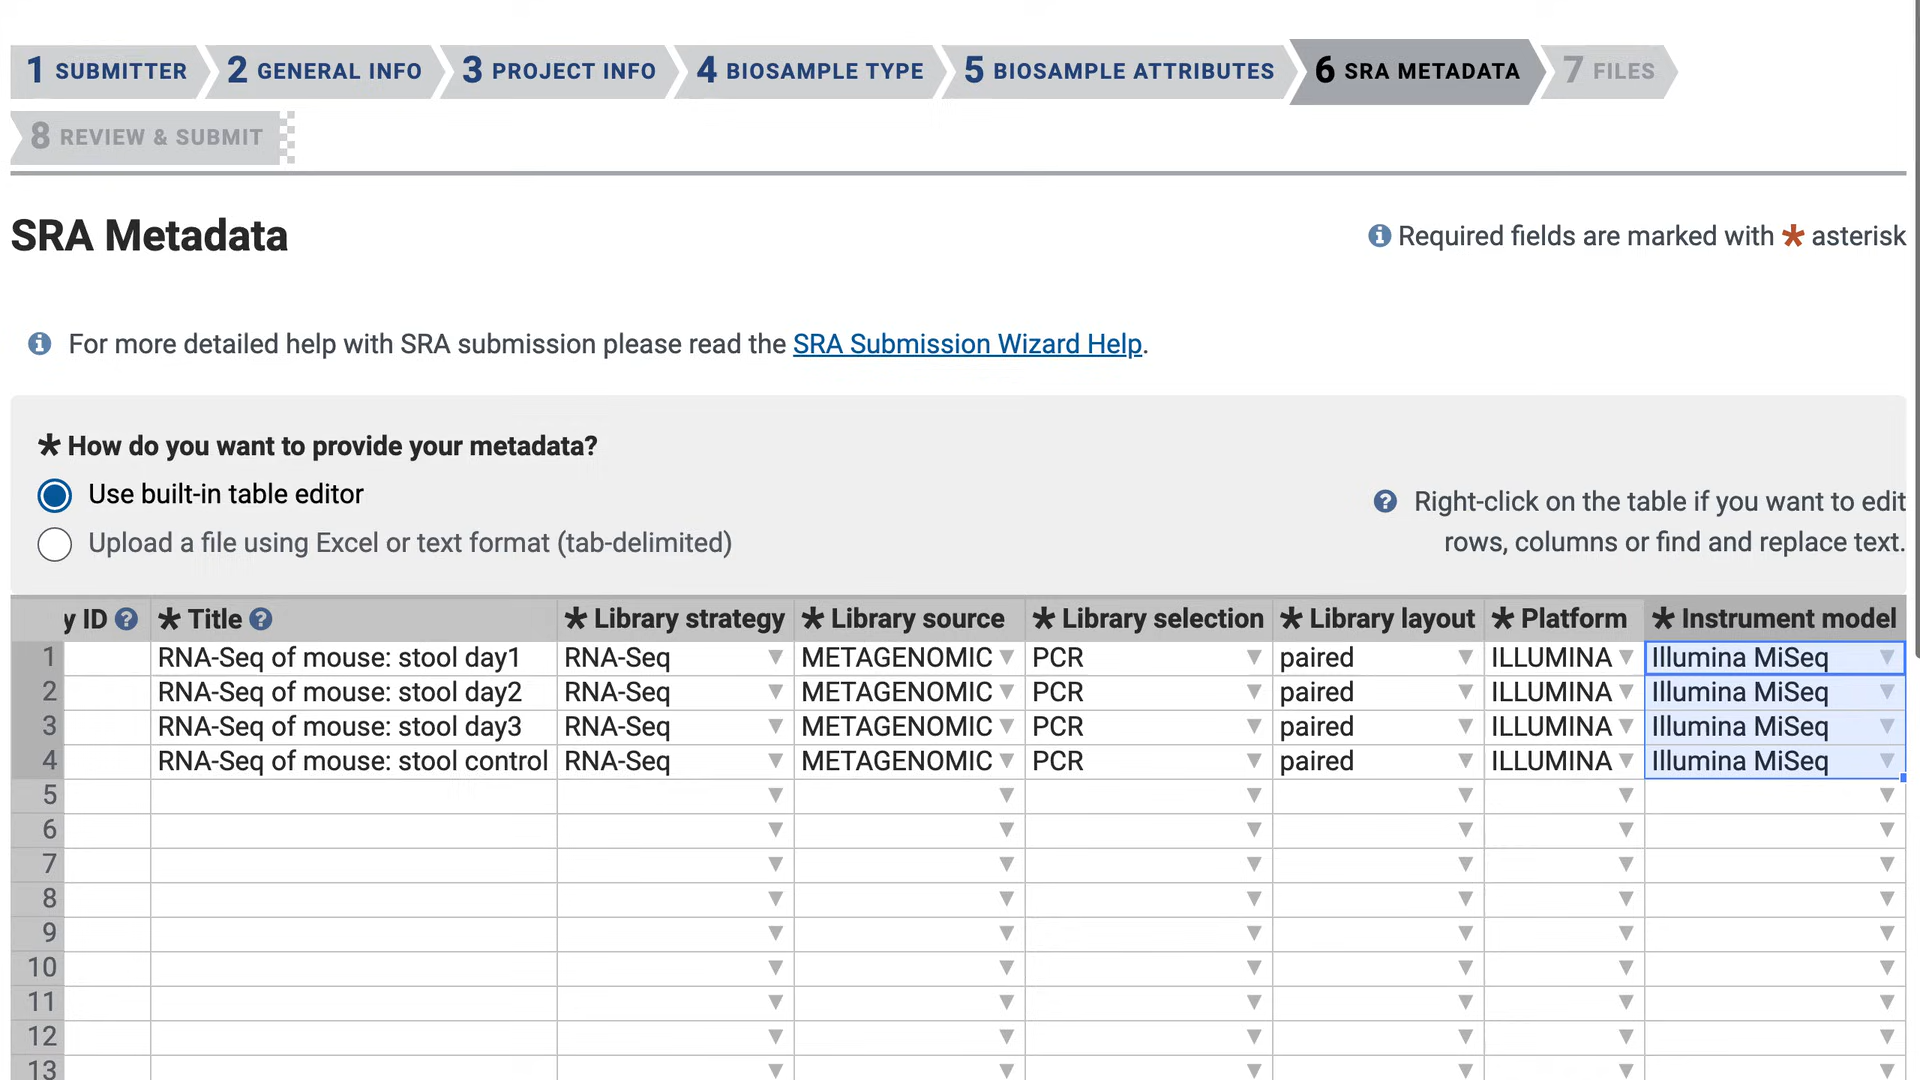 1 SUBMITTER 2 GENERAL INFO 3 PROJECT INFO 4 BIOSAMPLE TYPE 5 BIOSAMPLE ATTRIBUTES 6 SRA METADATA 7 FILES
8 REVIEW & SUBMIT
SRA Metadata
Required fields are marked with * asterisk
For more detailed help with SRA submission please read the SRA Submission Wizard Help.
* How do you want to provide your metadata?
Use built-in table editor
Upload a file using Excel or text format (tab-delimited)
Right-click on the table if you want to edit
rows, columns or find and replace text.
y ID * Title * Library strategy * Library source * Library selection * Library layout * Platform * Instrument model
1 RNA-Seq of mouse: stool day1 RNA-Seq METAGENOMIC PCR paired ILLUMINA Illumina MiSeq
2 RNA-Seq of mouse: stool day2 RNA-Seq METAGENOMIC PCR paired ILLUMINA Illumina MiSeq
3 RNA-Seq of mouse: stool day3 RNA-Seq METAGENOMIC PCR paired ILLUMINA Illumina MiSeq
4 RNA-Seq of mouse: stool control RNA-Seq METAGENOMIC PCR paired ILLUMINA Illumina MiSeq
5
6
7
8
9
10
11
12
13